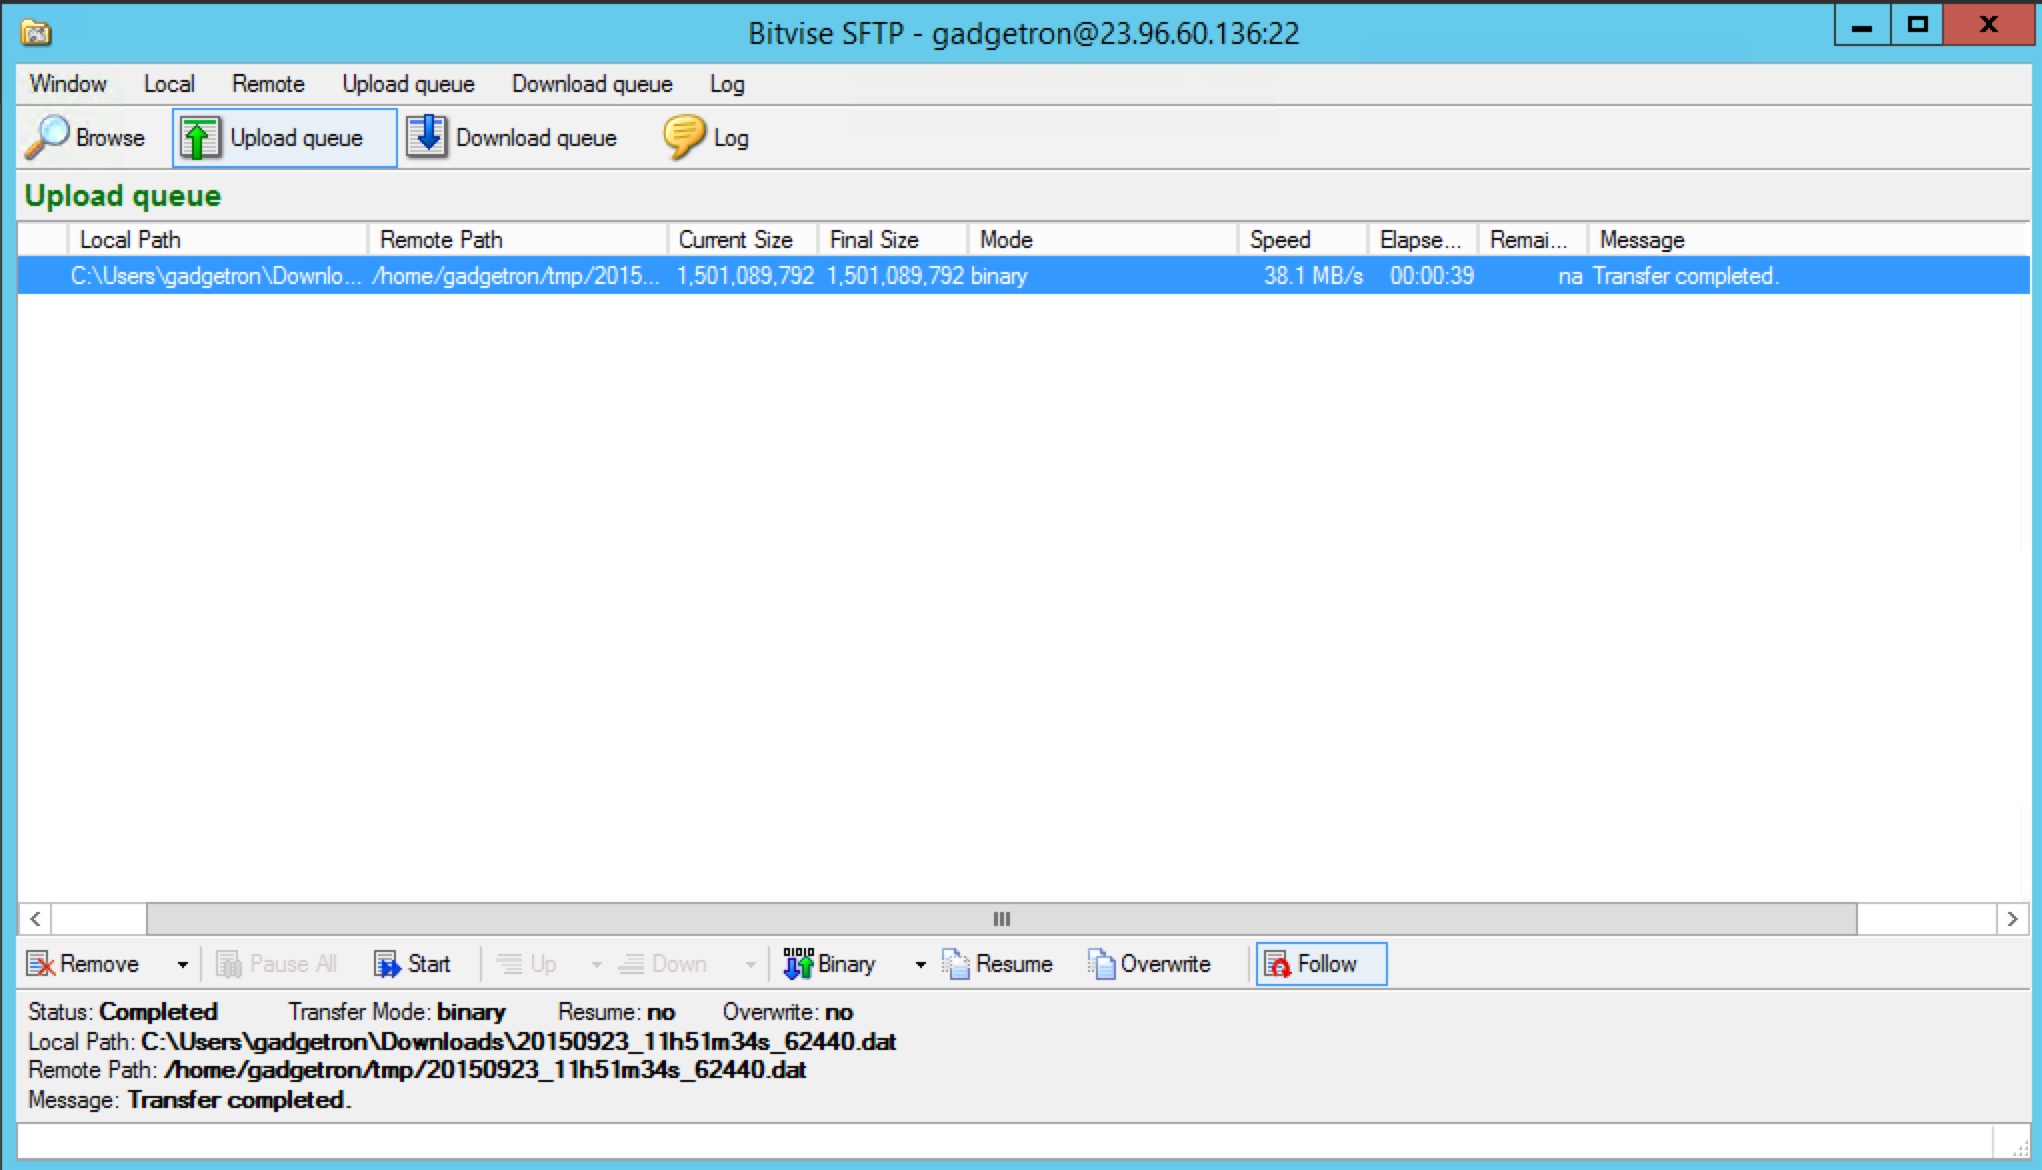 Bitvise SFTP - gadgetron@23.96.60.136:22
Window Local Remote Upload queue Download queue Log
Browse Upload queue Download queue Log
Upload queue
Local Path Remote Path Current Size Final Size Mode Speed Elapse... Remai... Message
C:\Users\gadgetron\Downlo... /home/gadgetron/tmp/2015... 1,501,089,792 1,501,089,792 binary 38.1 MB/s 00:00:39 na Transfer completed.
Remove Pause All Start Up Down Binary Resume Overwrite Follow
Status: Completed Transfer Mode: binary Resume: no Overwrite: no
Local Path: C:\Users\gadgetron\Downloads\20150923_11h51m34s_62440.dat
Remote Path: /home/gadgetron/tmp/20150923_11h51m34s_62440.dat
Message: Transfer completed.